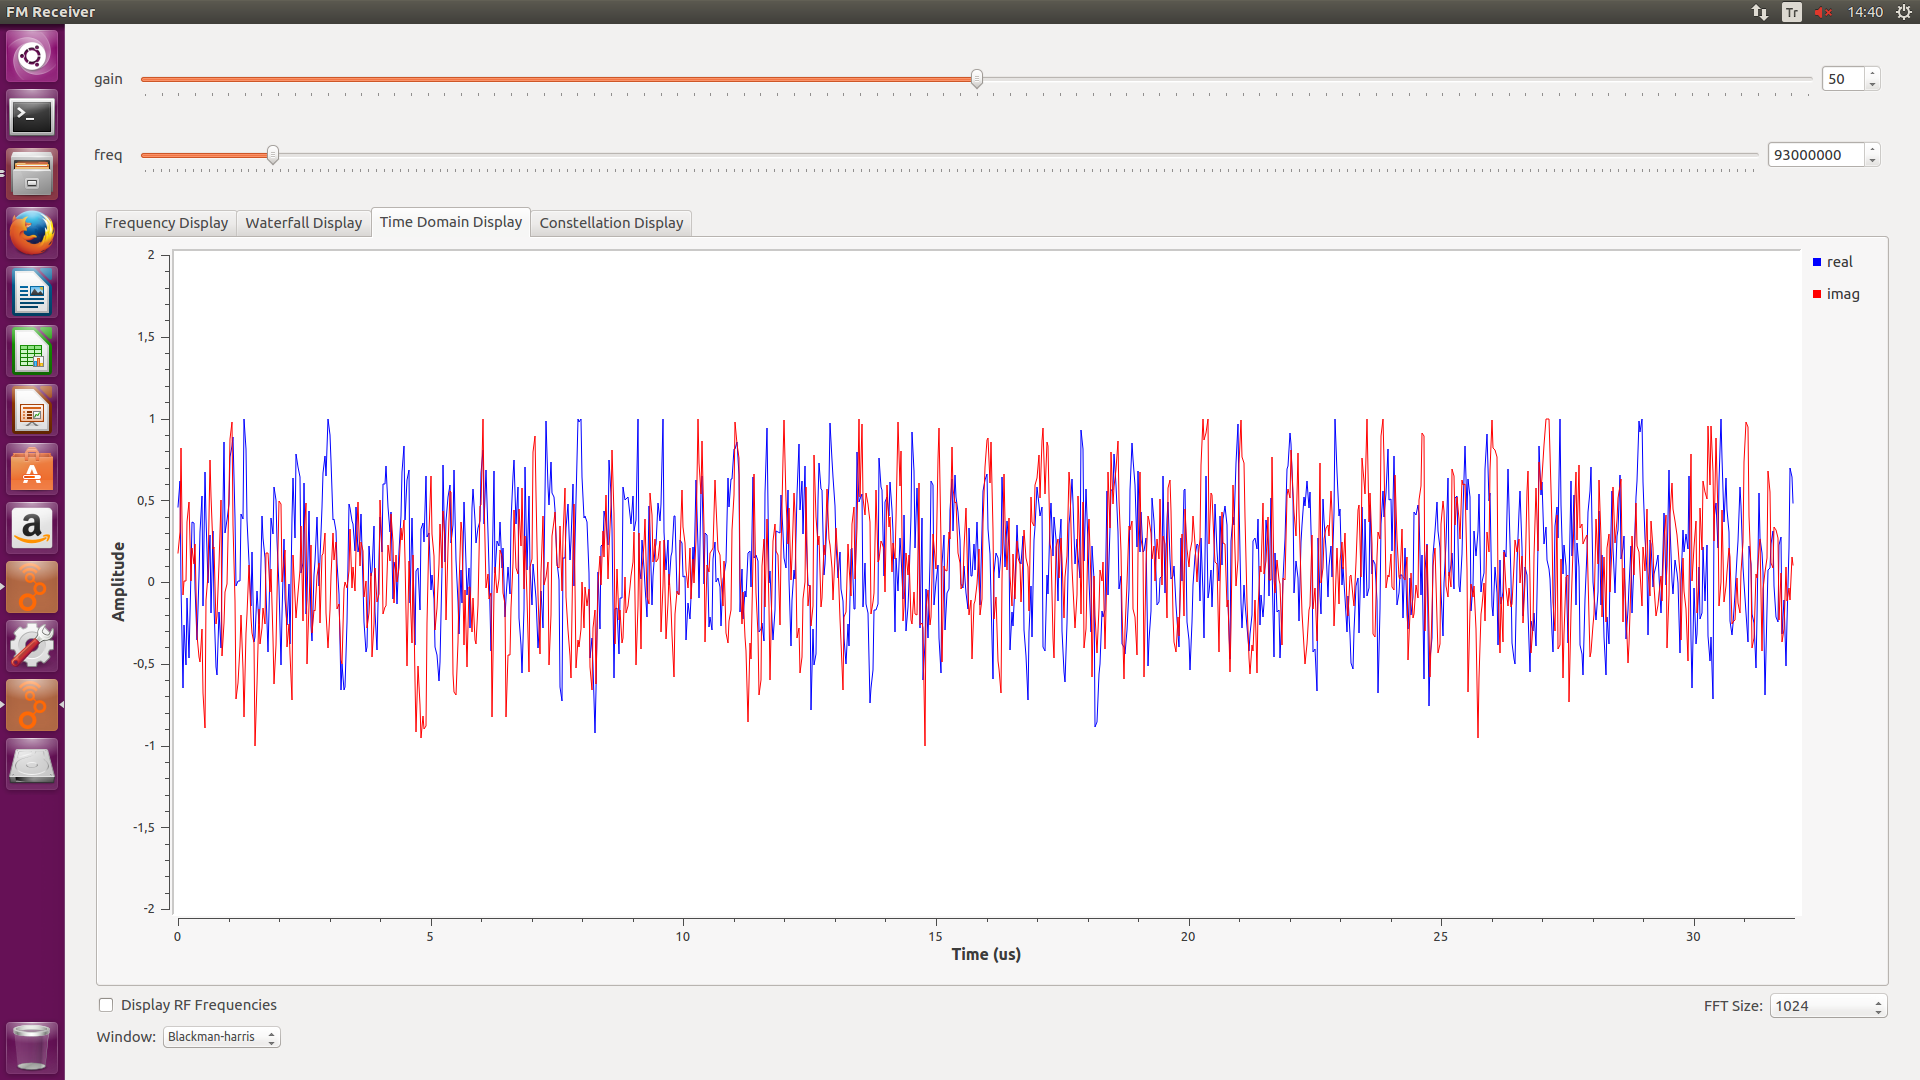 FM Receiver
Tr
14:40
gain
50
freq
93000000
Frequency Display
Waterfall Display
Time Domain Display
Constellation Display
real
imag
2
1,5
1
0,5
0
-0,5
-1
-1,5
-2
Amplitude
0
5
10
15
20
25
30
Time (us)
Display RF Frequencies
FFT Size:
1024
Window:
Blackman-harris